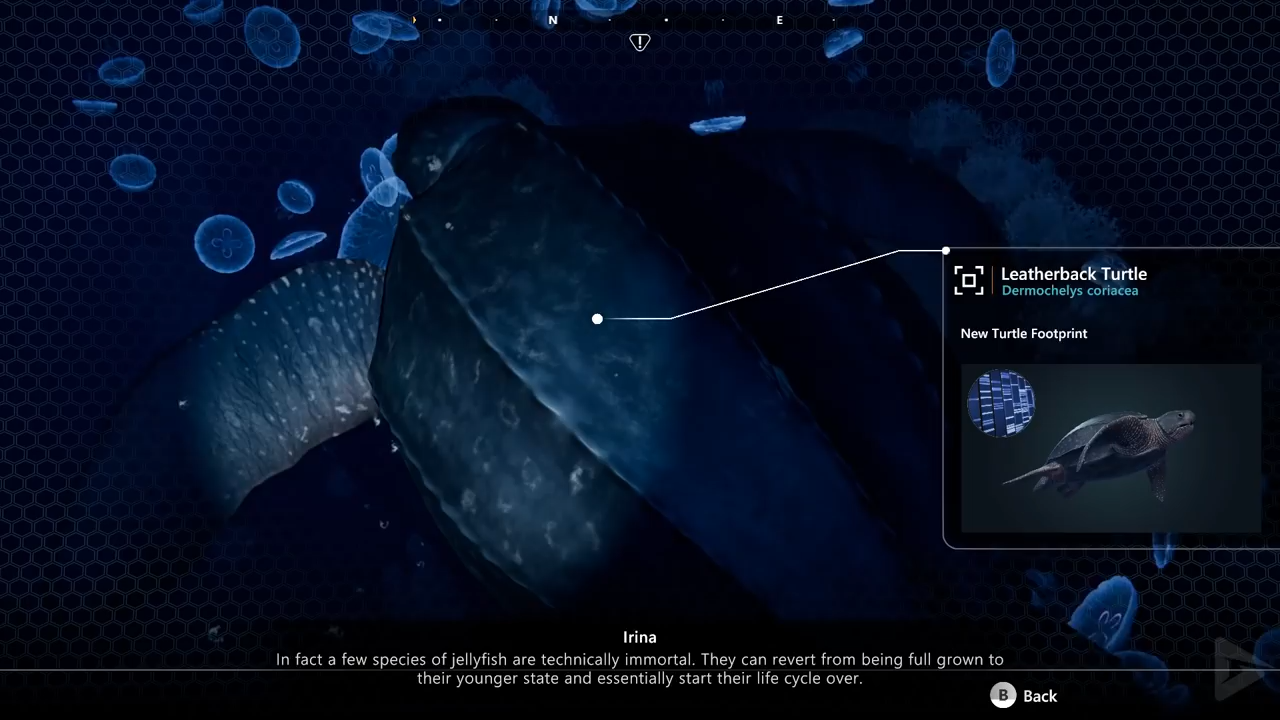 N E
Leatherback Turtle
Dermochelys coriacea
New Turtle Footprint
Irina
In fact a few species of jellyfish are technically immortal. They can revert from being full grown to
their younger state and essentially start their life cycle over.
B Back